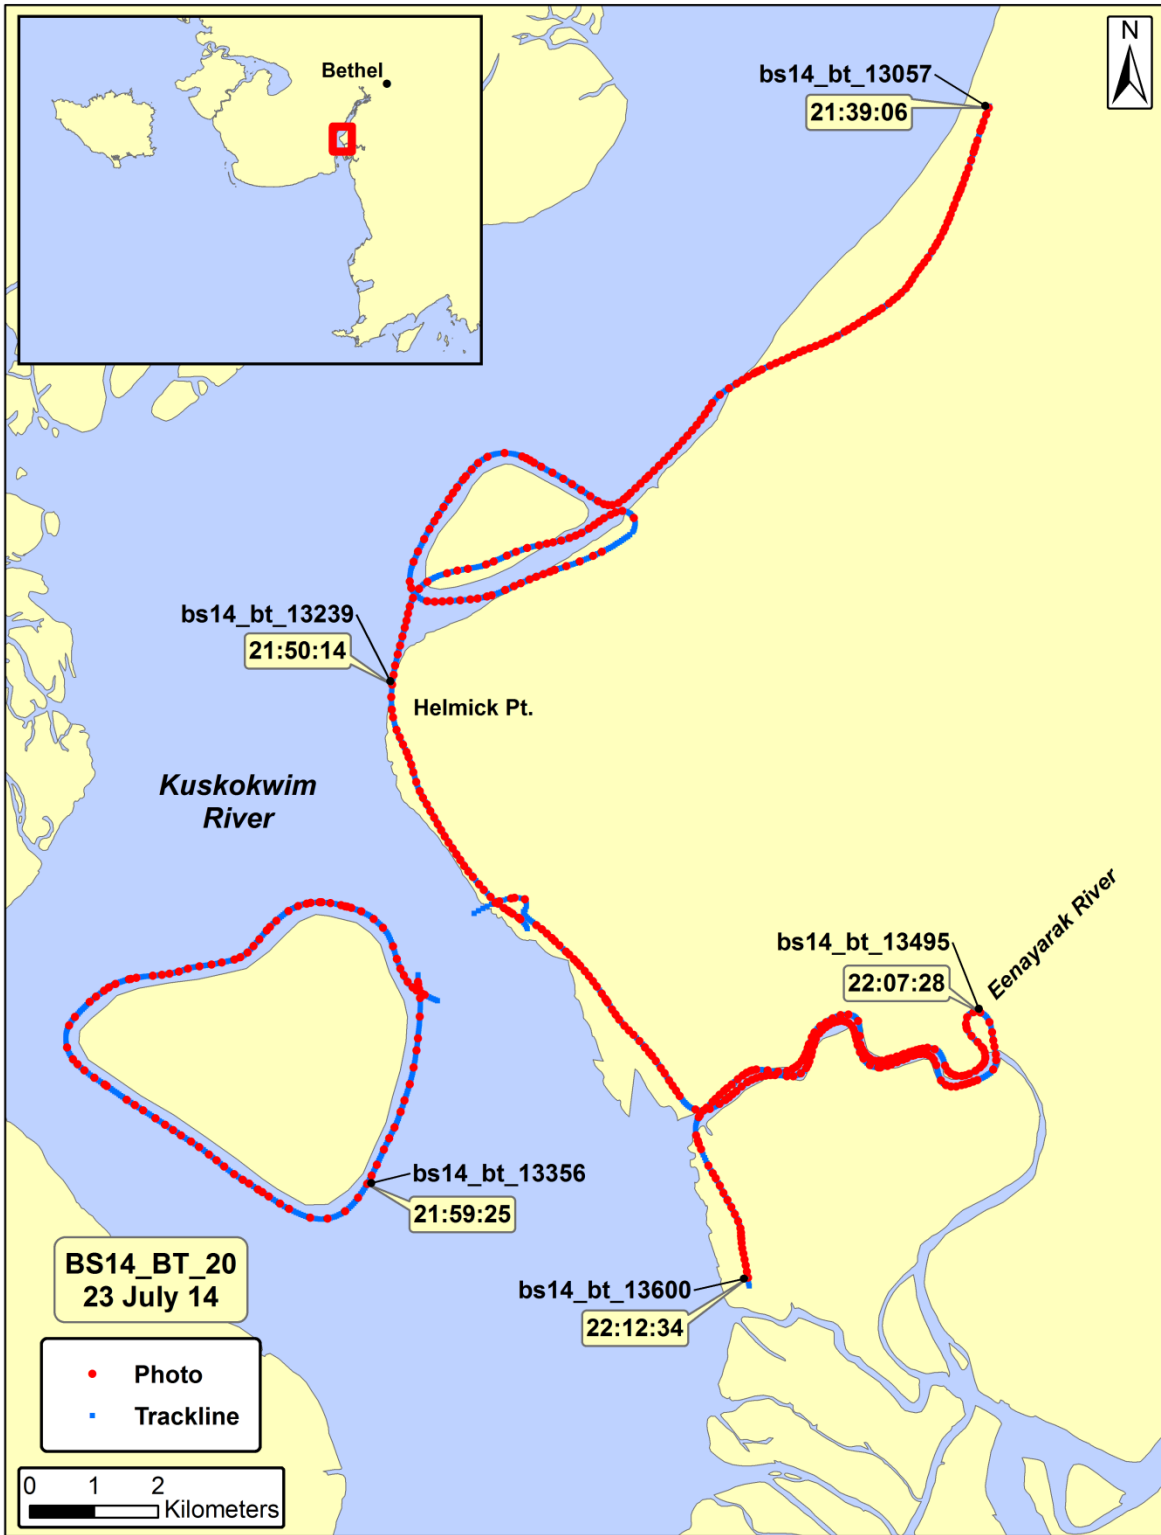 N
Bethel
bs14_bt_13057
21:39:06
bs14_bt_13239
21:50:14
Helmick Pt.
Kuskokwim
River
Eenayarak River
bs14_bt_13495
22:07:28
bs14_bt_13356
21:59:25
BS14_BT_20
23 July 14
bs14_bt_13600
22:12:34
Photo
Trackline
0 1 2
Kilometers